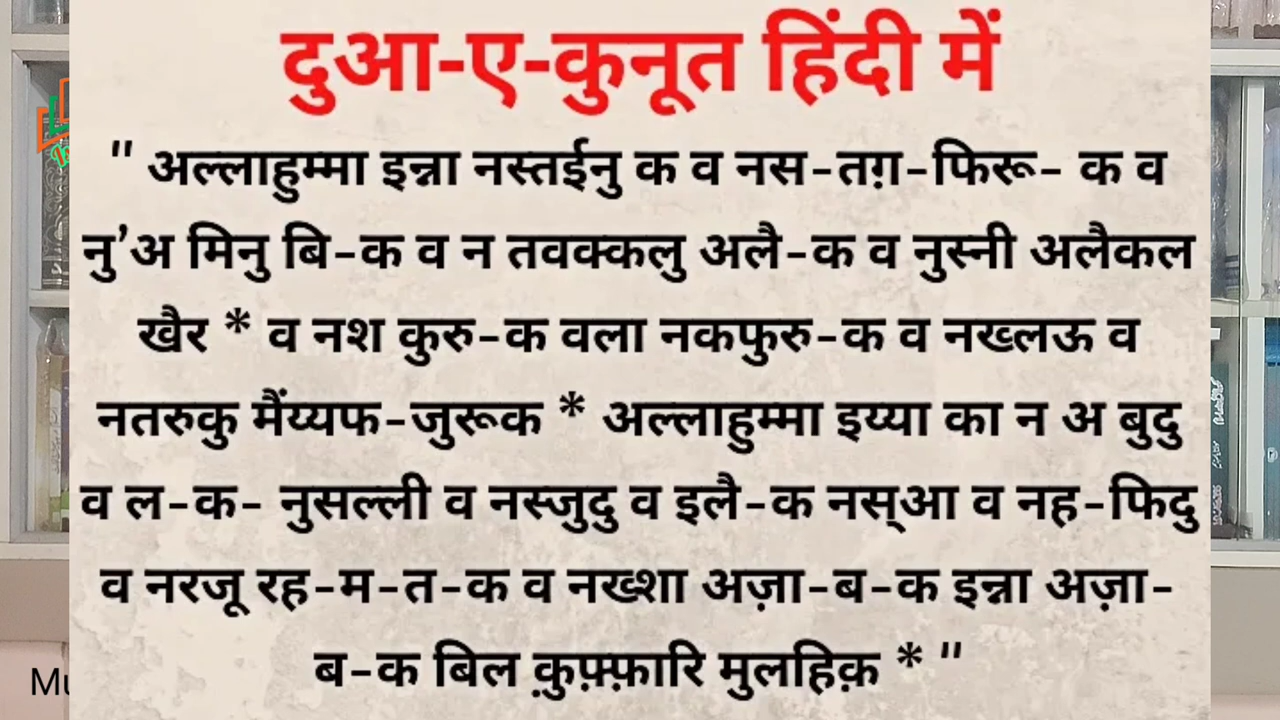 दुआ-ए-कुनूत हिंदी में
" अल्लाहुम्मा इन्ना नस्तईनु क व नस-तग़-फिरू- क व
नु’अ मिनु बि-क व न तवक्कलु अलै-क व नुस्नी अलैकल
खैर * व नश कुरु-क वला नकफुरु-क व नख्लऊ व
नतरुकु मैंय्यफ-जुरूक * अल्लाहुम्मा इय्या का न अ बुदु
व ल-क- नुसल्ली व नस्जुदु व इलै-क नस्आ व नह-फिदु
व नरजू रह-म-त-क व नख्शा अज़ा-ब-क इन्ना अज़ा-
ब-क बिल क़ुफ़्फ़ारि मुलहिक़ * "